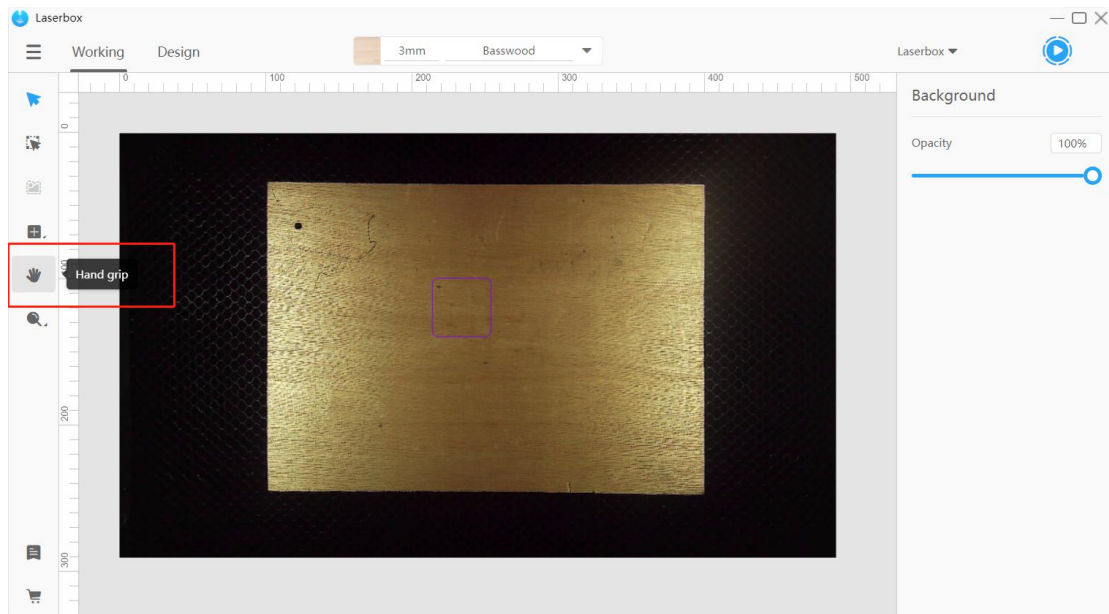 Laserbox
Working Design 3mm Basswood Laserbox
0 100 200 300 400 500
Background
Opacity 100%
0
Hand grip
200
300